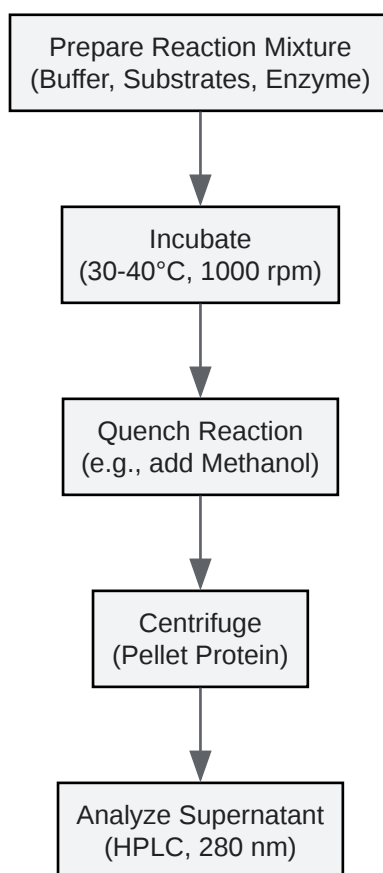 Prepare Reaction Mixture
(Buffer, Substrates, Enzyme)
Incubate
(30-40°C, 1000 rpm)
Quench Reaction
(e.g., add Methanol)
Centrifuge
(Pellet Protein)
Analyze Supernatant
(HPLC, 280 nm)